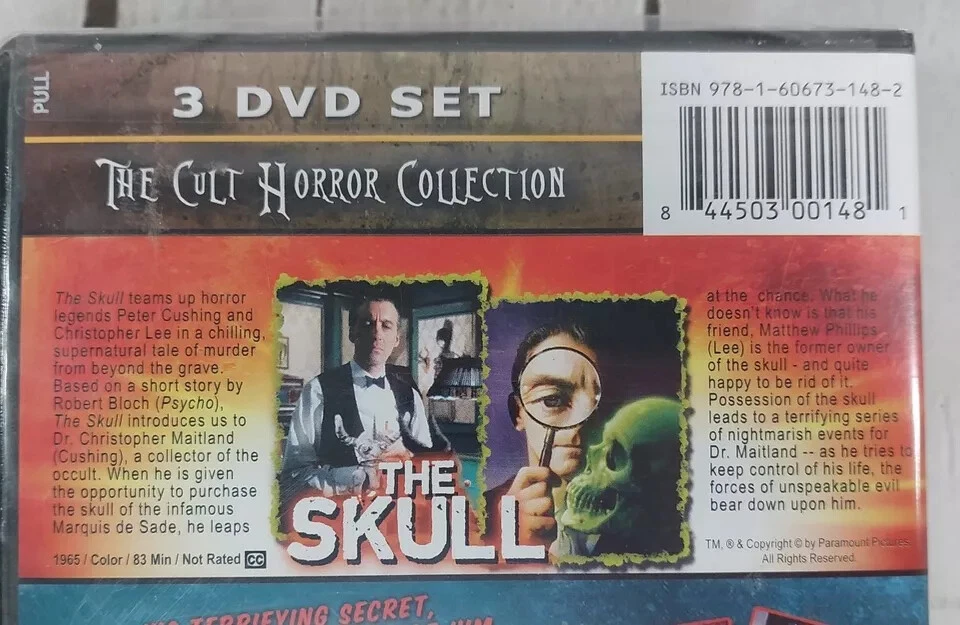 PULL
3 DVD SET
THE CULT HORROR COLLECTION
ISBN 978-1-60673-148-2
8 44503 00148 1
The Skull teams up horror
legends Peter Cushing and
Christopher Lee in a chilling,
supernatural tale of murder
from beyond the grave.
Based on a short story by
Robert Bloch (Psycho),
The Skull introduces us to
Dr. Christopher Maitland
(Cushing), a collector of the
occult. When he is given
the opportunity to purchase
the skull of the infamous
Marquis de Sade, he leaps
1965 / Color / 83 Min / Not Rated CC
THE
SKULL
at the chance. What he
doesn't know is that his
friend, Matthew Phillips
(Lee) is the former owner
of the skull - and quite
happy to be rid of it.
Possession of the skull
leads to a terrifying series
of nightmarish events for
Dr. Maitland -- as he tries to
keep control of his life, the
forces of unspeakable evil
bear down upon him.
TM, ® & Copyright © by Paramount Pictures.
All Rights Reserved.
TERRIFYING SECRET,
HIM